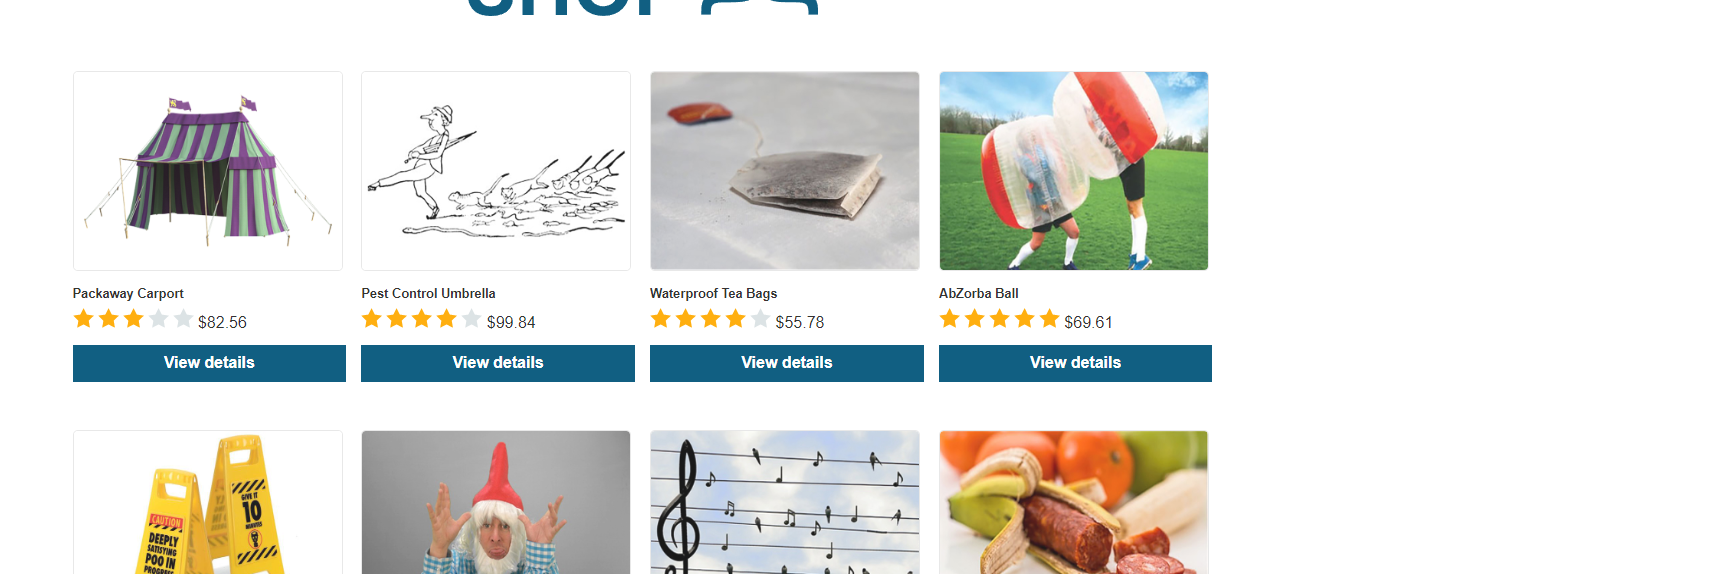 SHOP
Packaway Carport
$82.56
View details
Pest Control Umbrella
$99.84
View details
Waterproof Tea Bags
$55.78
View details
AbZorba Ball
$69.61
View details
CAUTION
DEEPLY
SATISFYING
POO IN
PROGRESS
GIVE IT
10
MINUTES